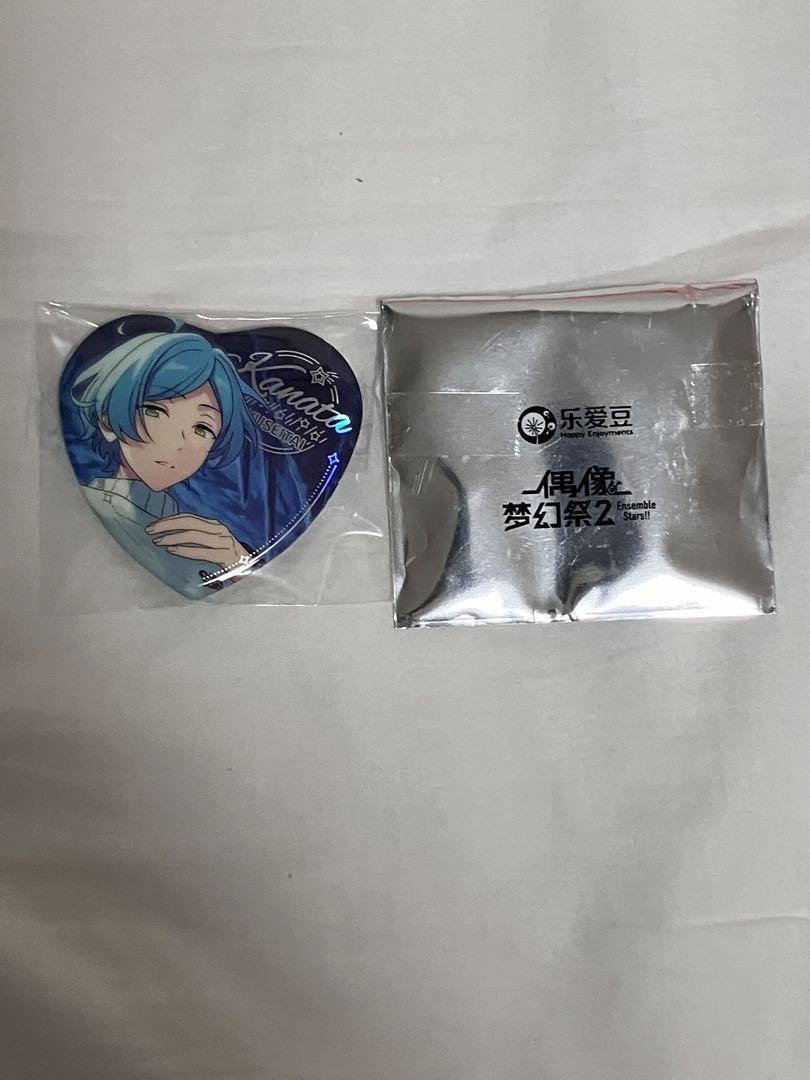 Kanata
乐爱豆
Happy Enjoyments
偶像
梦幻祭2
Ensemble
Stars!!